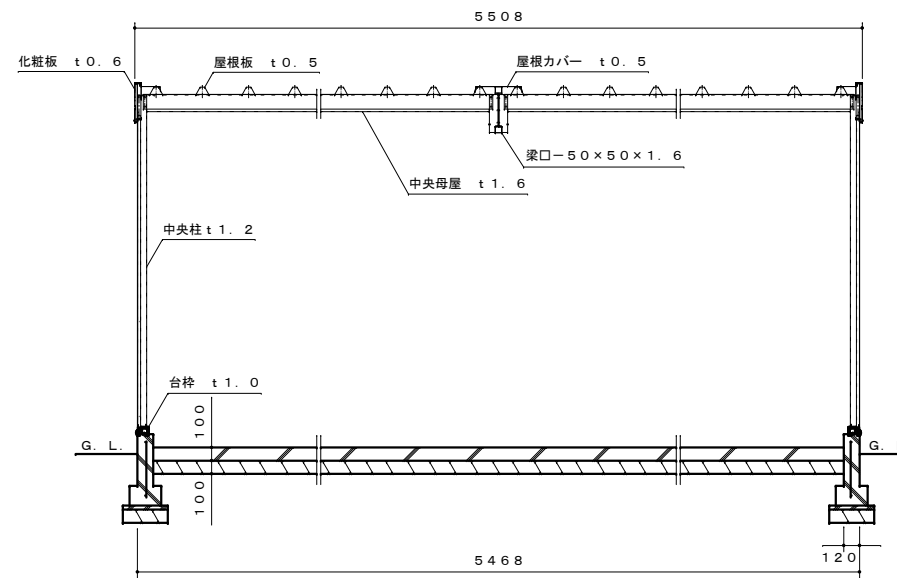 5508
化粧板 t0.6
屋根板 t0.5
屋根カバー t0.5
梁口－50×50×1.6
中央母屋 t1.6
中央柱t1.2
台枠 t1.0
100
G.L.
G.
100
120
5468